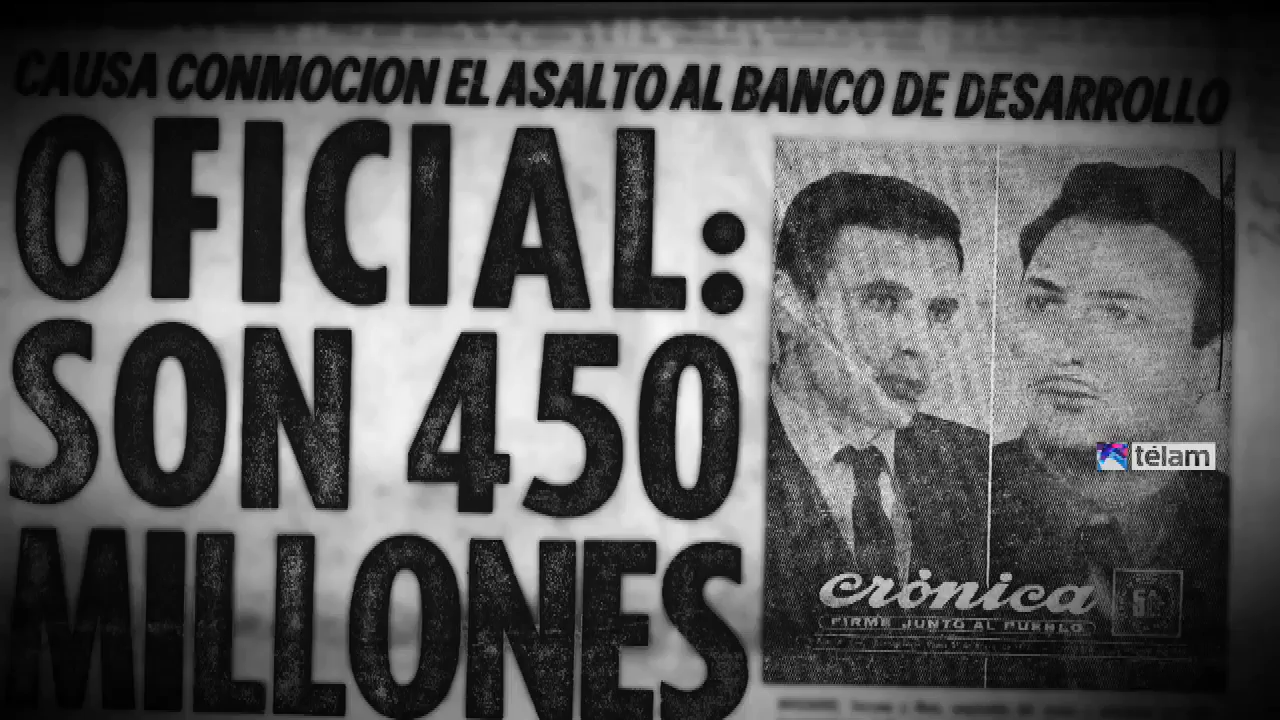 CAUSA CONMOCION EL ASALTO AL BANCO DE DESARROLLO
OFICIAL:
SON 450
MILLONES
télam
crónica
FIRME JUNTO AL PUEBLO